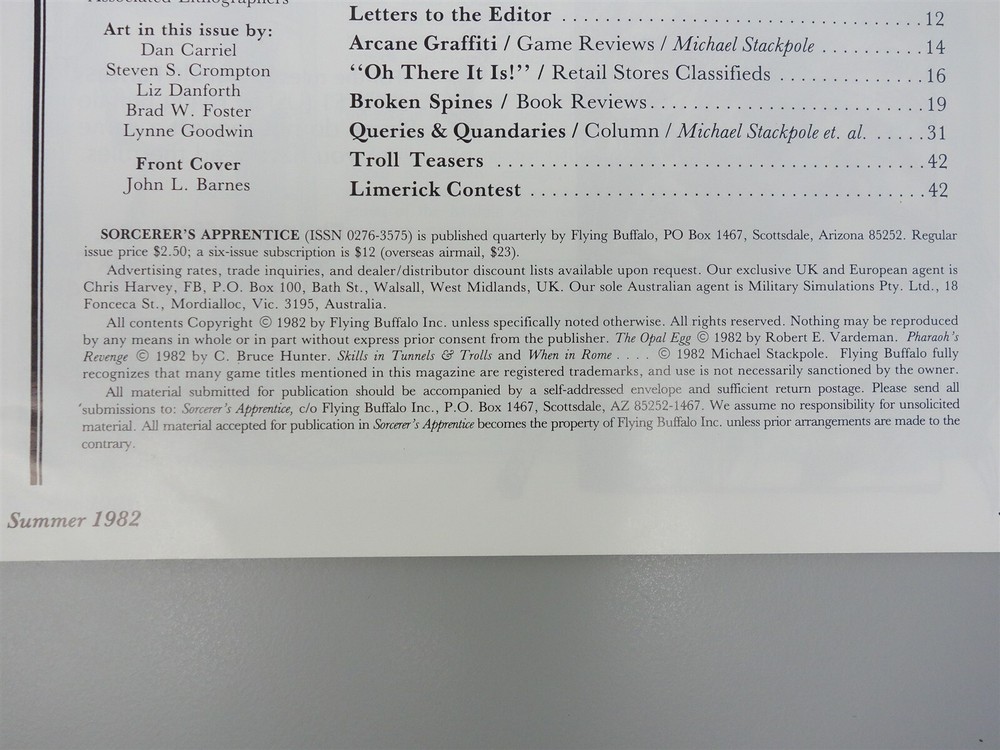 Associated Lithographers
Art in this issue by:
Dan Carriel
Steven S. Crompton
Liz Danforth
Brad W. Foster
Lynne Goodwin
Front Cover
John L. Barnes
Letters to the Editor . . . . . . . . . . . . . . . . . . . . . . . . . . . . . . . . . . . . . 12
Arcane Graffiti / Game Reviews / Michael Stackpole . . . . . . . . . . 14
“Oh There It Is!” / Retail Stores Classifieds . . . . . . . . . . . . . . . 16
Broken Spines / Book Reviews. . . . . . . . . . . . . . . . . . . . . . . . . . . . 19
Queries & Quandaries / Column / Michael Stackpole et. al. . . . . . 31
Troll Teasers . . . . . . . . . . . . . . . . . . . . . . . . . . . . . . . . . . . . . . . . . . . 42
Limerick Contest . . . . . . . . . . . . . . . . . . . . . . . . . . . . . . . . . . . . . . . . 42
SORCERER’S APPRENTICE (ISSN 0276-3575) is published quarterly by Flying Buffalo, PO Box 1467, Scottsdale, Arizona 85252. Regular
issue price $2.50; a six-issue subscription is $12 (overseas airmail, $23).
Advertising rates, trade inquiries, and dealer/distributor discount lists available upon request. Our exclusive UK and European agent is
Chris Harvey, FB, P.O. Box 100, Bath St., Walsall, West Midlands, UK. Our sole Australian agent is Military Simulations Pty. Ltd., 18
Fonceca St., Mordialloc, Vic. 3195, Australia.
All contents Copyright © 1982 by Flying Buffalo Inc. unless specifically noted otherwise. All rights reserved. Nothing may be reproduced
by any means in whole or in part without express prior consent from the publisher. The Opal Egg © 1982 by Robert E. Vardeman. Pharaoh’s
Revenge © 1982 by C. Bruce Hunter. Skills in Tunnels & Trolls and When in Rome . . . . © 1982 Michael Stackpole. Flying Buffalo fully
recognizes that many game titles mentioned in this magazine are registered trademarks, and use is not necessarily sanctioned by the owner.
All material submitted for publication should be accompanied by a self-addressed envelope and sufficient return postage. Please send all
submissions to: Sorcerer’s Apprentice, c/o Flying Buffalo Inc., P.O. Box 1467, Scottsdale, AZ 85252-1467. We assume no responsibility for unsolicited
material. All material accepted for publication in Sorcerer’s Apprentice becomes the property of Flying Buffalo Inc. unless prior arrangements are made to the
contrary.
Summer 1982